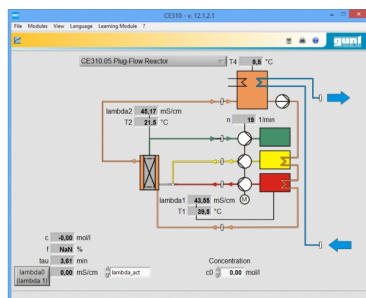 CE310 - v. 12.1.2.1
File Modules View Language Learning Module ?
gunt
CE310.05 Plug-Flow Reactor
T4 9,5 °C
lambda2 45,17 mS/cm
T2 21,5 °C
n 19 1/min
lambda1 43,55 mS/cm
T1 39,8 °C
M
c -0,00 mol/l
f NaN %
tau 3,61 min
lambda0 0,00 mS/cm lambda_act
(lambda 1)
Concentration
c0 0,00 mol/l